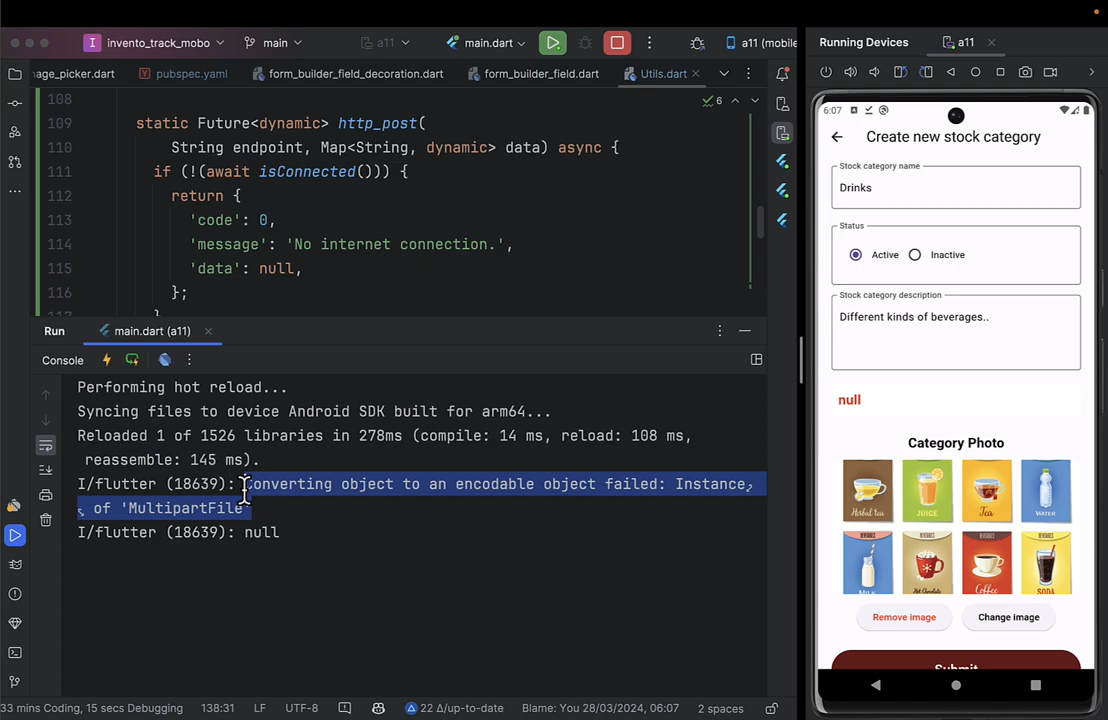 invento_track_mobo
main
a11
main.dart
a11 (mobile
Running Devices
a11
nage_picker.dart
pubspec.yaml
form_builder_field_decoration.dart
form_builder_field.dart
Utils.dart
108
6
109 static Future<dynamic> http_post(
110 String endpoint, Map<String, dynamic> data) async {
111 if (!(await isConnected())) {
112 return {
113 'code': 0,
114 'message': 'No internet connection.',
115 'data': null,
116 };
Run
main.dart (a11)
Console
Performing hot reload...
Syncing files to device Android SDK built for arm64...
Reloaded 1 of 1526 libraries in 278ms (compile: 14 ms, reload: 108 ms,
reassemble: 145 ms).
I/flutter (18639): Converting object to an encodable object failed: Instance
of 'MultipartFile'
I/flutter (18639): null
33 mins Coding, 15 secs Debugging
138:31
LF
UTF-8
22 Δ/up-to-date
Blame: You 28/03/2024, 06:07
2 spaces
6:07
Create new stock category
Stock category name
Drinks
Status
Active
Inactive
Stock category description
Different kinds of beverages..
null
Category Photo
Herbal tea
JUICE
Tea
WATER
BEVERAGES
BEVERAGES
BEVERAGES
BEVERAGES
MILK
Hot Chocolate
Coffee
SODA
Remove image
Change image
Submit